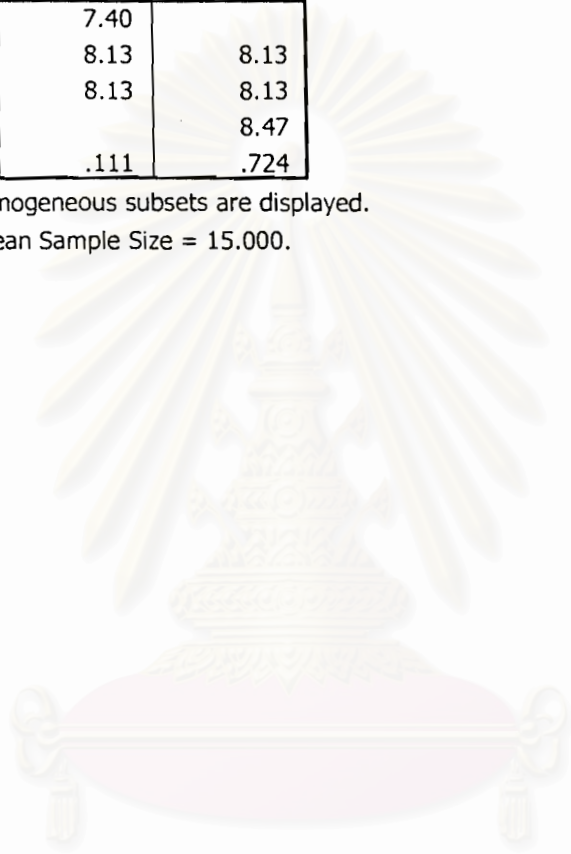 7.40
8.13 8.13
8.13 8.13
8.47
.111 .724
mogeneous subsets are displayed.
ean Sample Size = 15.000.